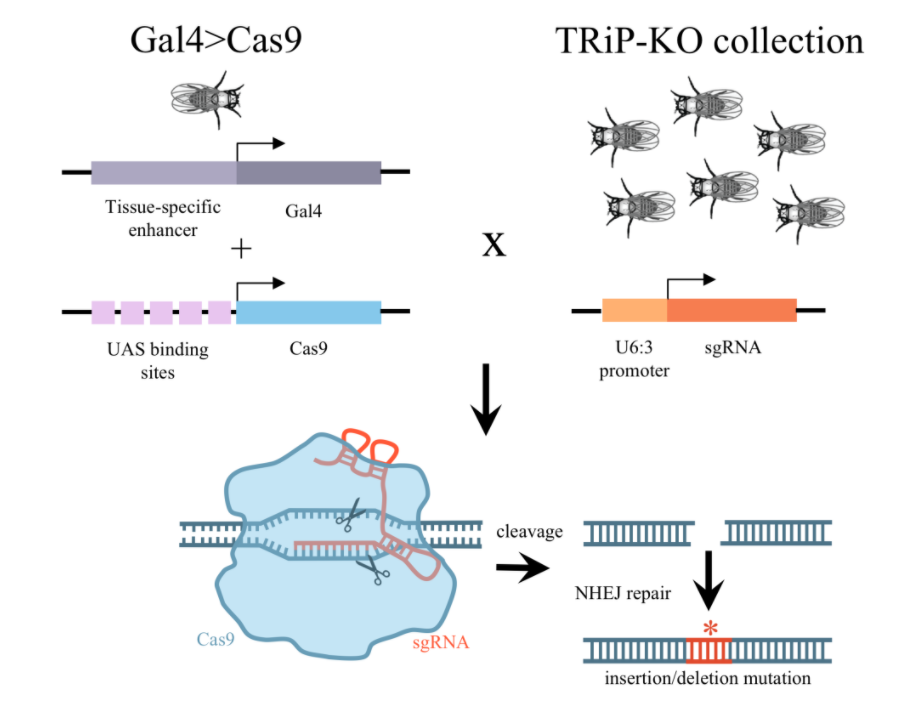 Gal4>Cas9
TRiP-KO collection
Tissue-specific
enhancer
Gal4
+
X
UAS binding
sites
Cas9
U6:3
promoter
sgRNA
cleavage
NHEJ repair
*
Cas9
sgRNA
insertion/deletion mutation